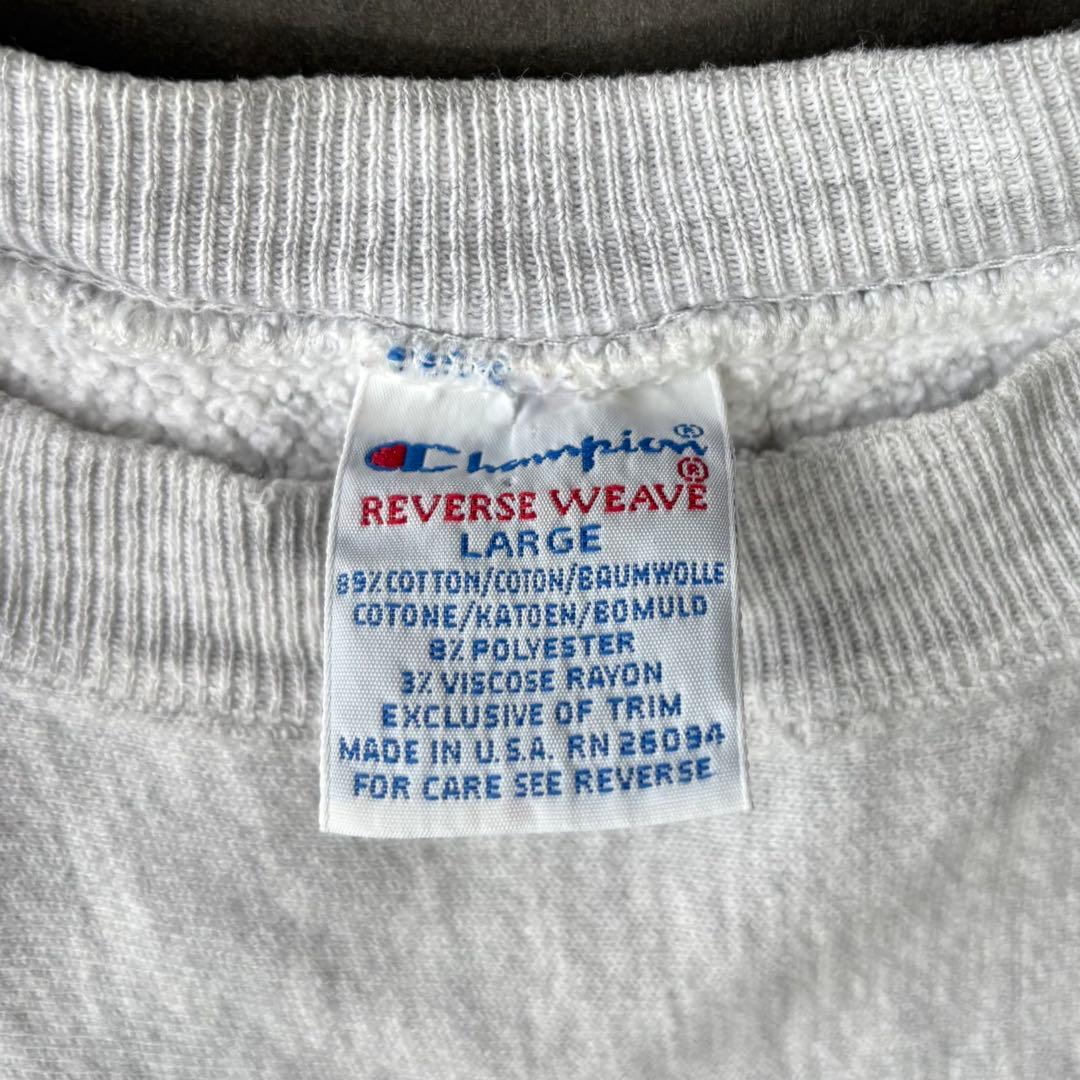 Champion®
REVERSE WEAVE®
LARGE
89% COTTON/COTON/BAUMWOLLE
COTONE/KATOEN/BOMULD
8% POLYESTER
3% VISCOSE RAYON
EXCLUSIVE OF TRIM
MADE IN U.S.A. RN 26094
FOR CARE SEE REVERSE